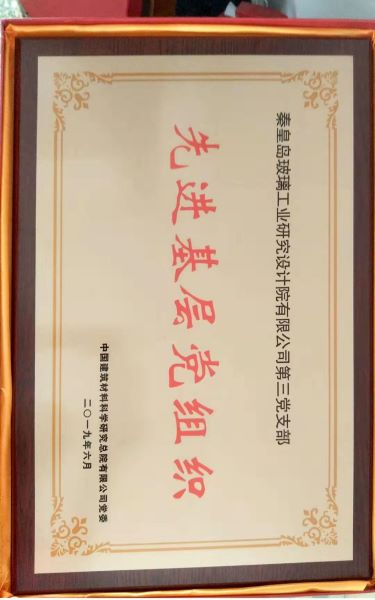 秦皇岛玻璃工业研究设计院有限公司第三党支部
先进基层党组织
中国建筑材料科学研究总院有限公司党委
二〇一九年六月